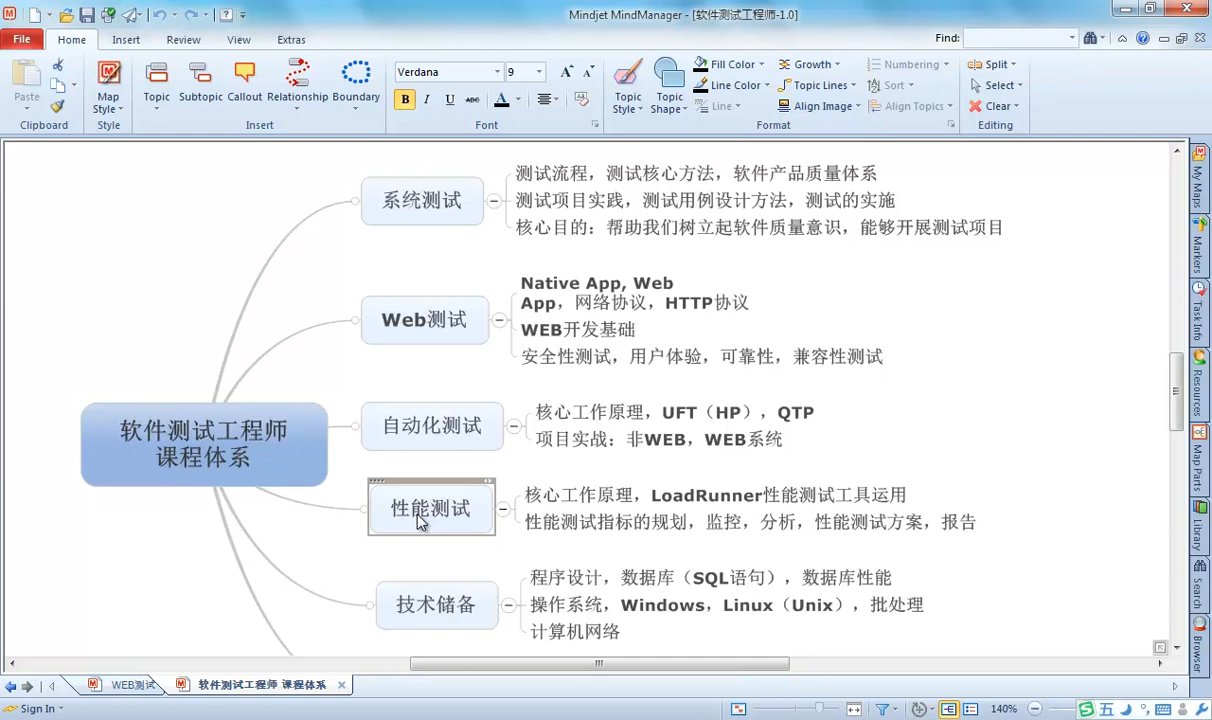 Mindjet MindManager - [软件测试工程师-1.0]
File
Home
Insert
Review
View
Extras
Find:
Paste
Map Style
Topic
Subtopic
Callout
Relationship
Boundary
Verdana
9
B I U abc A
Topic Style
Topic Shape
Fill Color
Line Color
Line
Growth
Topic Lines
Align Image
Numbering
Sort
Align Topics
Split
Select
Clear
Clipboard
Style
Insert
Font
Format
Editing
系统测试
测试流程，测试核心方法，软件产品质量体系
测试项目实践，测试用例设计方法，测试的实施
核心目的：帮助我们树立起软件质量意识，能够开展测试项目
Web测试
Native App, Web
App，网络协议，HTTP协议
WEB开发基础
安全性测试，用户体验，可靠性，兼容性测试
软件测试工程师
课程体系
自动化测试
核心工作原理，UFT（HP），QTP
项目实战：非WEB，WEB系统
性能测试
核心工作原理，LoadRunner性能测试工具运用
性能测试指标的规划，监控，分析，性能测试方案，报告
技术储备
程序设计，数据库（SQL语句），数据库性能
操作系统，Windows，Linux（Unix），批处理
计算机网络
My Maps
Markers
Task Info
Resources
Map Parts
Library
Search
Browser
WEB测试
软件测试工程师 课程体系
Sign In
140%
五